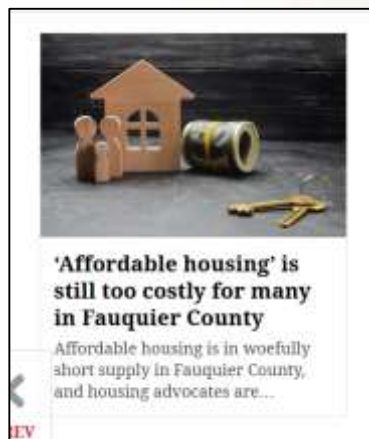 ‘Affordable housing’ is
still too costly for many
in Fauquier County
Affordable housing is in woefully
short supply in Fauquier County,
and housing advocates are...
REV